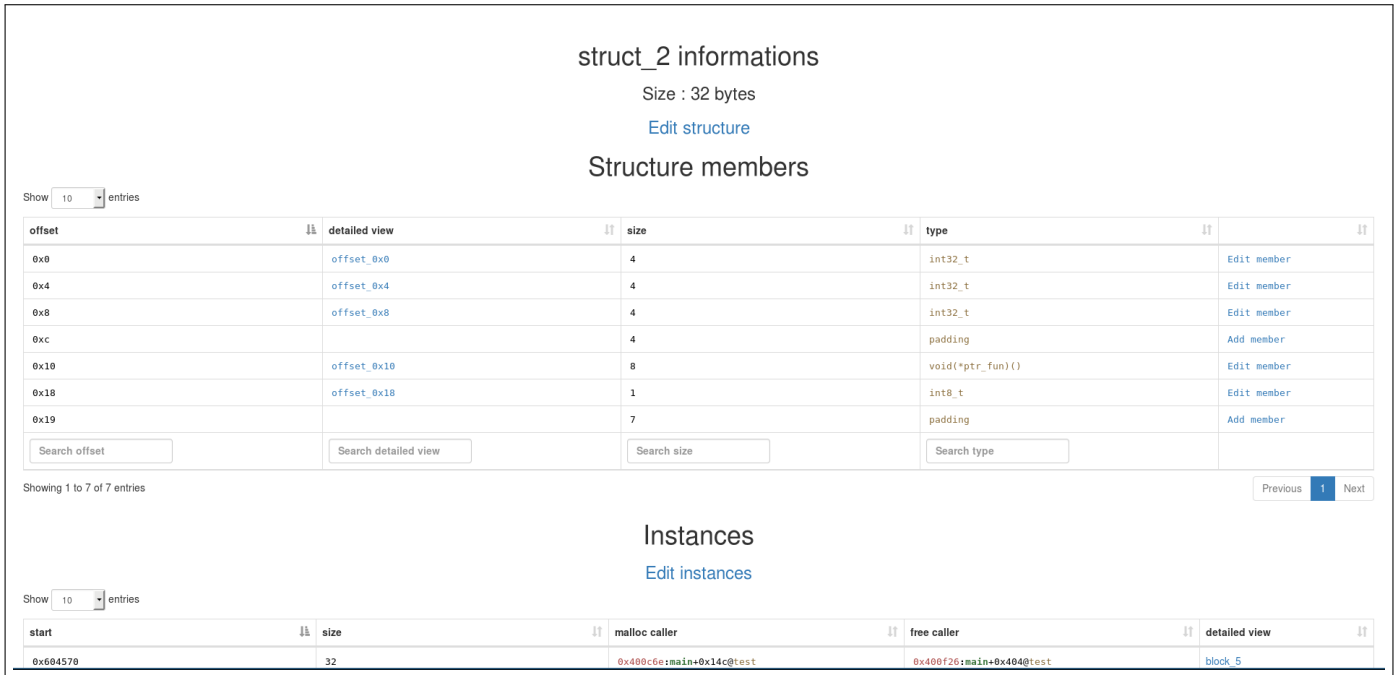 struct_2 informations
Size : 32 bytes
Edit structure
Structure members
Show 10 entries
offset detailed view size type
0x0 offset_0x0 4 int32_t Edit member
0x4 offset_0x4 4 int32_t Edit member
0x8 offset_0x8 4 int32_t Edit member
0xc 4 padding Add member
0x10 offset_0x10 8 void(*ptr_fun)() Edit member
0x18 offset_0x18 1 int8_t Edit member
0x19 7 padding Add member
Search offset Search detailed view Search size Search type
Showing 1 to 7 of 7 entries Previous 1 Next
Instances
Edit instances
Show 10 entries
start size malloc caller free caller detailed view
0x604570 32 0x400c6e:main+0x14c@test 0x400f26:main+0x404@test block_5